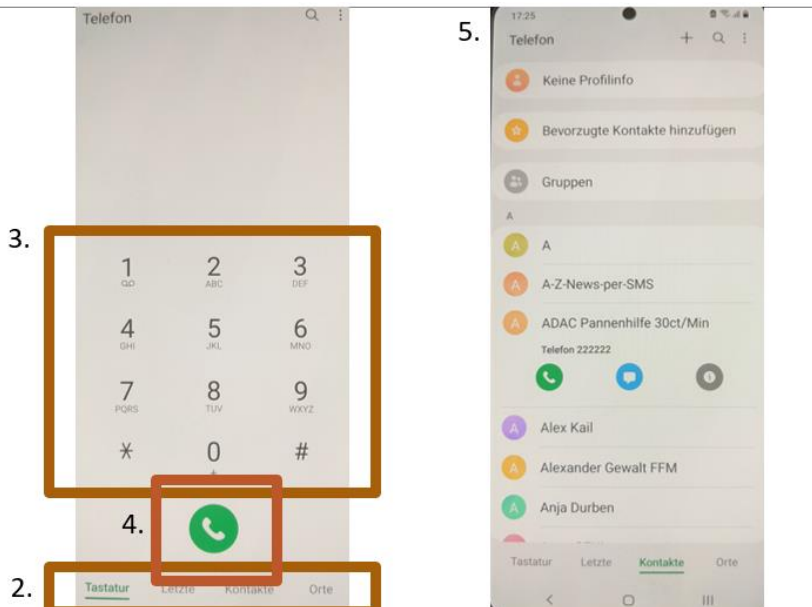 Telefon
3.
1
2
ABC
3
DEF
4
GHI
5
JKL
6
MNO
7
PQRS
8
TUV
9
WXYZ
*
0
+
#
4.
2.
Tastatur Letzte Kontakte Orte
5.
17:25
Telefon
Keine Profilinfo
Bevorzugte Kontakte hinzufügen
Gruppen
A
A A
A A-Z-News-per-SMS
A ADAC Pannenhilfe 30ct/Min
Telefon 222222
A Alex Kail
A Alexander Gewalt FFM
A Anja Durben
Tastatur Letzte Kontakte Orte